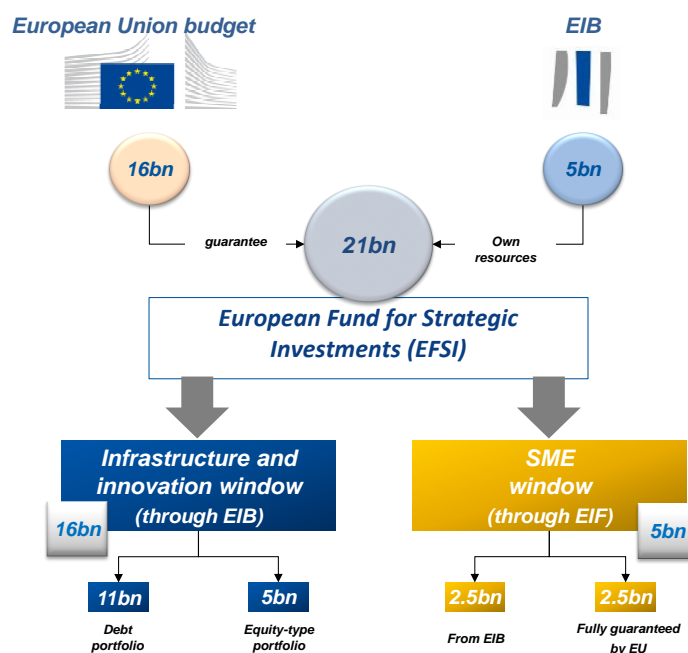 European Union budget
EIB
16bn
5bn
21bn
guarantee
Own
resources
European Fund for Strategic
Investments (EFSI)
Infrastructure and
innovation window
(through EIB)
16bn
SME
window
(through EIF)
5bn
11bn
5bn
2.5bn
2.5bn
Debt
portfolio
Equity-type
portfolio
From EIB
Fully guaranteed
by EU